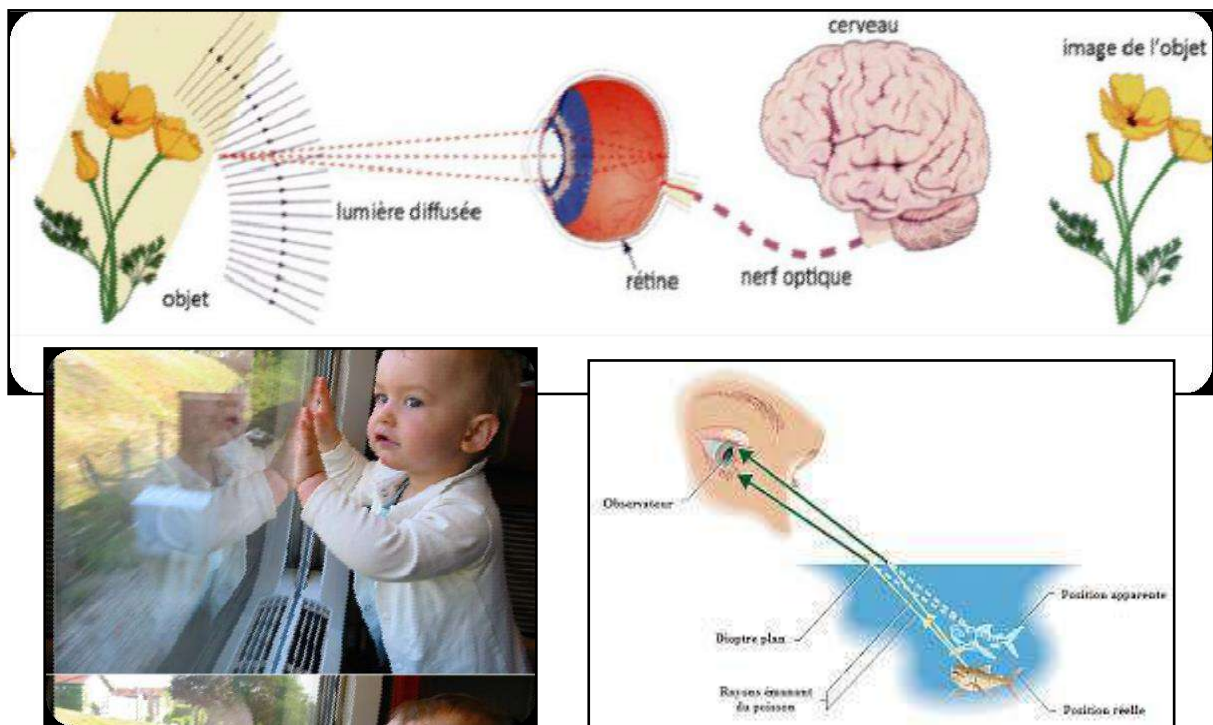 cerveau
image de l'objet
lumière diffusée
rétine
nerf optique
objet
Observateur
Position apparente
Dioptre plan
Rayons émanant
du poisson
Position réelle